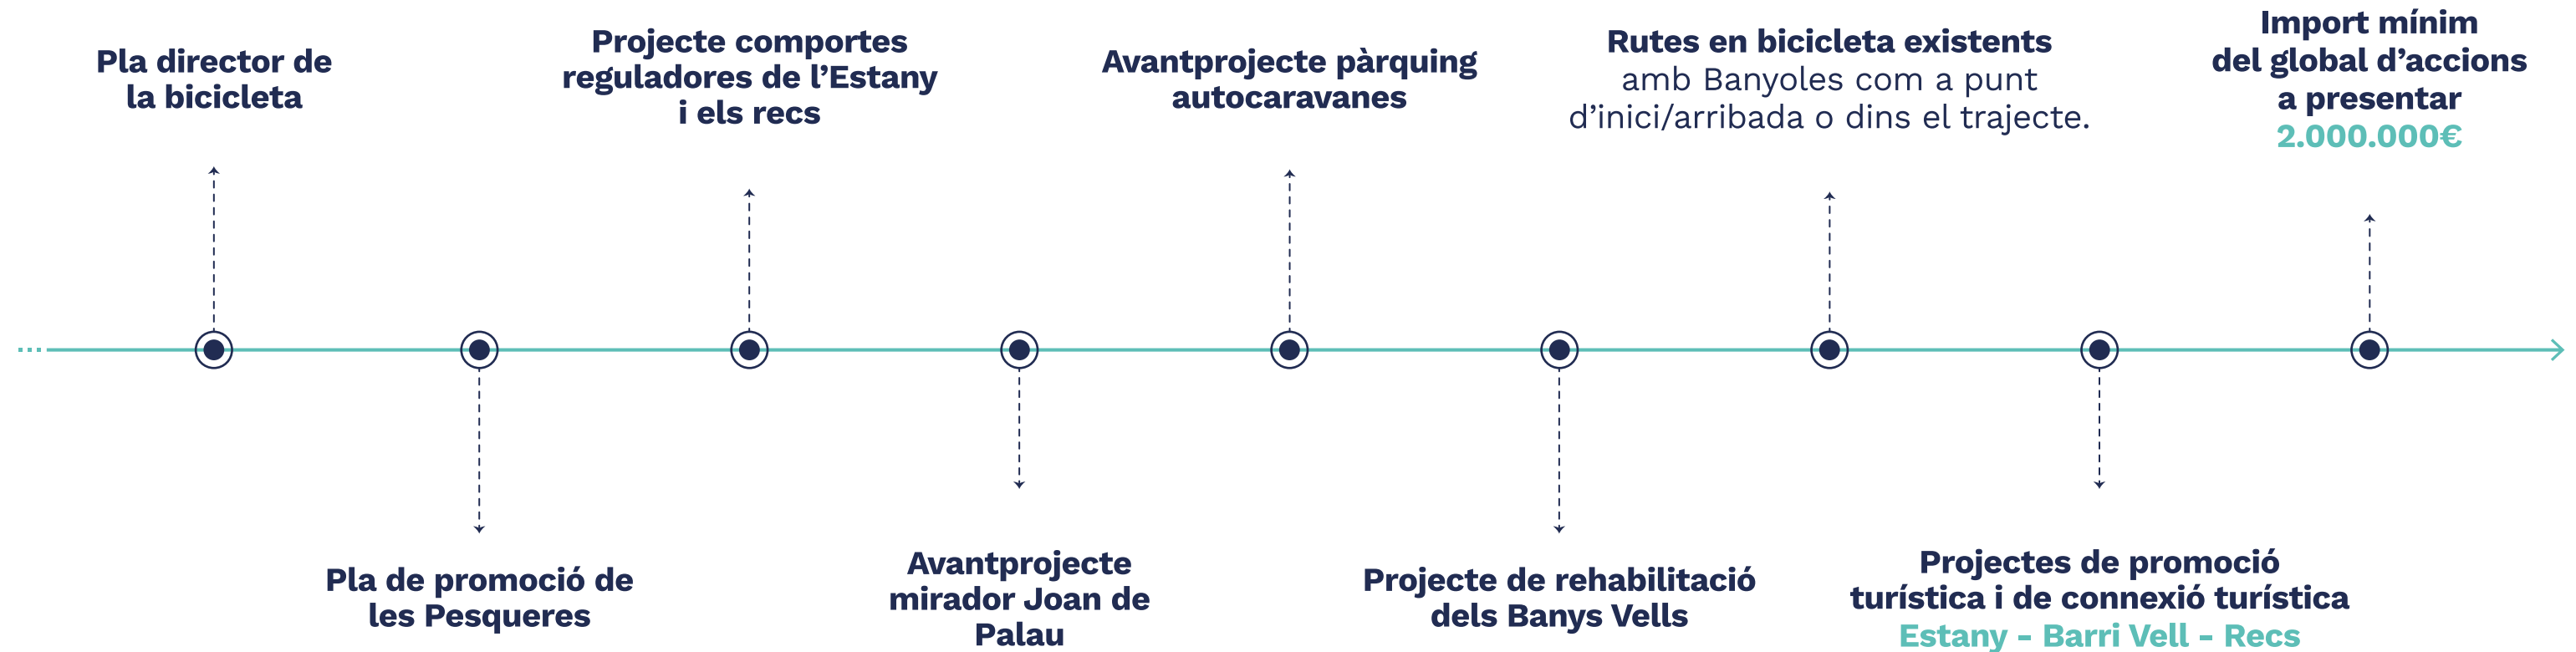 Pla director de
la bicicleta
Pla de promoció de
les Pesqueres
Projecte comportes
reguladores de l’Estany
i els recs
Avantprojecte
mirador Joan de
Palau
Avantprojecte pàrquing
autocaravanes
Projecte de rehabilitació
dels Banys Vells
Rutes en bicicleta existents
amb Banyoles com a punt
d’inici/arribada o dins el trajecte.
Projectes de promoció
turística i de connexió turística
Estany - Barri Vell - Recs
Import mínim
del global d’accions
a presentar
2.000.000€